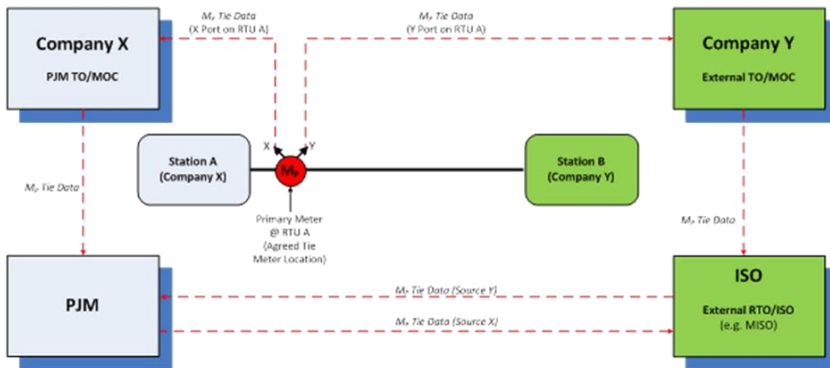 Mₚ Tie Data
(X Port on RTU A)
Mₚ Tie Data
(Y Port on RTU A)
Company X
PJM TO/MOC
Company Y
External TO/MOC
X
Y
Station A
(Company X)
Mₚ
Station B
(Company Y)
Mₚ Tie Data
Primary Meter
@ RTU A
(Agreed Tie
Meter Location)
Mₚ Tie Data
PJM
Mₚ Tie Data (Source Y)
Mₚ Tie Data (Source X)
ISO
External RTO/ISO
(e.g. MISO)